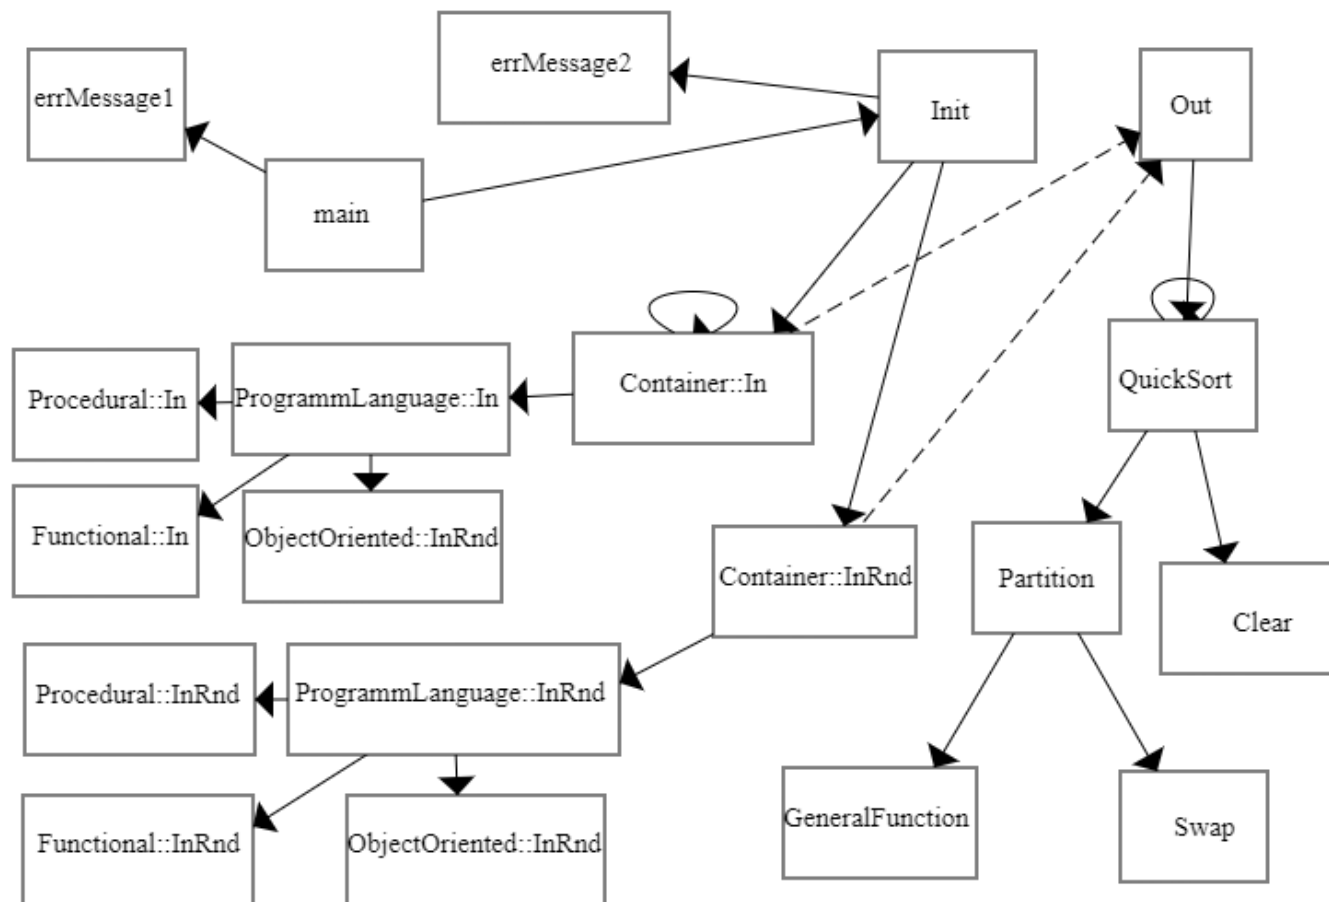 errMessage2
errMessage1
Init
Out
main
Container::In
QuickSort
Procedural::In
ProgrammLanguage::In
Functional::In
ObjectOriented::InRnd
Container::InRnd
Partition
Clear
Procedural::InRnd
ProgrammLanguage::InRnd
GeneralFunction
Swap
Functional::InRnd
ObjectOriented::InRnd